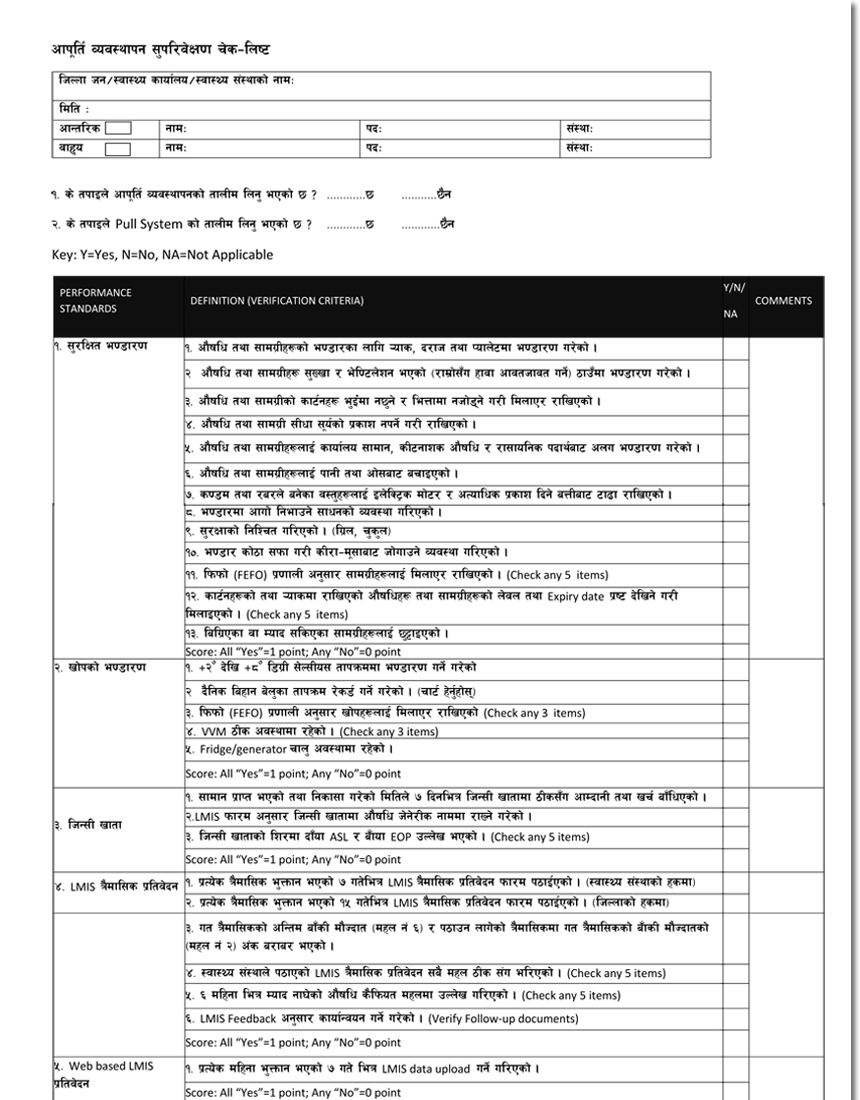 आपूर्ति व्यवस्थापन सुपरिवेक्षण चेक-लिष्ट
जिल्ला जन/स्वास्थ्य कार्यालय/स्वास्थ्य संस्थाको नाम:
मिति :
आन्तरिक नाम: पद: संस्था:
वाह्य नाम: पद: संस्था:
१. के तपाइले आपूर्ति व्यवस्थापनको तालीम लिनु भएको छ ? ............छ ...........छैन
२. के तपाइले Pull System को तालीम लिनु भएको छ ? ............छ ............छैन
Key: Y=Yes, N=No, NA=Not Applicable
PERFORMANCE STANDARDS DEFINITION (VERIFICATION CRITERIA) Y/N/ NA COMMENTS
१. सुरक्षित भण्डारण १. औषधि तथा सामग्रीहरूको भण्डारका लागि ऱ्याक, दराज तथा प्यालेटमा भण्डारण गरेको ।
२ औषधि तथा सामग्रीहरू सुख्खा र भेण्टिलेशन भएको (राम्रोसँग हावा आवतजावत गर्ने) ठाउँमा भण्डारण गरेको ।
३. औषधि तथा सामग्रीको कार्टनहरू भुईंमा नछुने र भित्तामा नजोड्ने गरी मिलाएर राखिएको ।
४. औषधि तथा सामग्री सीधा सूर्यको प्रकाश नपर्ने गरी राखिएको ।
५. औषधि तथा सामग्रीहरूलाई कार्यालय सामान, कीटनाशक औषधि र रासायनिक पदार्थबाट अलग भण्डारण गरेको ।
६. औषधि तथा सामग्रीहरूलाई पानी तथा ओसबाट बचाइएको ।
७. कण्डम तथा रबरले बनेका वस्तुहरूलाई इलेक्ट्रिक मोटर र अत्याधिक प्रकाश दिने बत्तीबाट टाढा राखिएको ।
८. भण्डारमा आगो निभाउने साधनको व्यवस्था गरिएको ।
९. सुरक्षाको निश्चित गरिएको । (ग्रिल, चुकुल)
१०. भण्डार कोठा सफा गरी कीरा-मूसाबाट जोगाउने व्यवस्था गरिएको ।
११. फिफो (FEFO) प्रणाली अनुसार सामग्रीहरूलाई मिलाएर राखिएको । (Check any 5 items)
१२. कार्टनहरूको तथा ऱ्याकमा राखिएको औषधिहरू तथा सामग्रीहरूको लेवल तथा Expiry date प्रष्ट देखिने गरी
मिलाइएको । (Check any 5 items)
१३. बिग्रिएका वा म्याद सकिएका सामग्रीहरूलाई छुट्टाइएको ।
Score: All “Yes”=1 point; Any “No”=0 point
२. खोपको भण्डारण १. +२° देखि +८° डिग्री सेल्सीयस तापक्रममा भण्डारण गर्ने गरेको
२ दैनिक बिहान बेलुका तापक्रम रेकर्ड गर्ने गरेको । (चार्ट हेर्नुहोस्)
३. फिफो (FEFO) प्रणाली अनुसार खोपहरूलाई मिलाएर राखिएको (Check any 3 items)
४. VVM ठीक अवस्थामा रहेको । (Check any 3 items)
५. Fridge/generator चालु अवस्थामा रहेको ।
Score: All “Yes”=1 point; Any “No”=0 point
३. जिन्सी खाता १. सामान प्राप्त भएको तथा निकासा गरेको मितिले ७ दिनभित्र जिन्सी खातामा ठीकसँग आम्दानी तथा खर्च बाँधिएको ।
२.LMIS फारम अनुसार जिन्सी खातामा औषधि जेनेरीक नाममा राख्ने गरेको ।
३. जिन्सी खाताको शिरमा दाँया ASL र बाँया EOP उल्लेख भएको । (Check any 5 items)
Score: All “Yes”=1 point; Any “No”=0 point
४. LMIS त्रैमासिक प्रतिवेदन १. प्रत्येक त्रैमासिक भुक्तान भएको ७ गतेभित्र LMIS त्रैमासिक प्रतिवेदन फारम पठाईएको । (स्वास्थ्य संस्थाको हकमा)
२. प्रत्येक त्रैमासिक भुक्तान भएको १५ गतेभित्र LMIS त्रैमासिक प्रतिवेदन फारम पठाईएको । (जिल्लाको हकमा)
३. गत त्रैमासिकको अन्तिम बाँकी मौज्दात (महल नं ६) र पठाउन लागेको त्रैमासिकमा गत त्रैमासिकको बाँकी मौज्दातको
(महल नं २) अंक बराबर भएको ।
४. स्वास्थ्य संस्थाले पठाएको LMIS त्रैमासिक प्रतिवेदन सबै महल ठीक संग भरिएको । (Check any 5 items)
५. ६ महिना भित्र म्याद नाघेको औषधि कैफियत महलमा उल्लेख गरिएको । (Check any 5 items)
६. LMIS Feedback अनुसार कार्यान्वयन गर्ने गरेको । (Verify Follow-up documents)
Score: All “Yes”=1 point; Any “No”=0 point
५. Web based LMIS प्रतिवेदन १. प्रत्येक महिना भुक्तान भएको ७ गते भित्र LMIS data upload गर्ने गरिएको ।
Score: All “Yes”=1 point; Any “No”=0 point